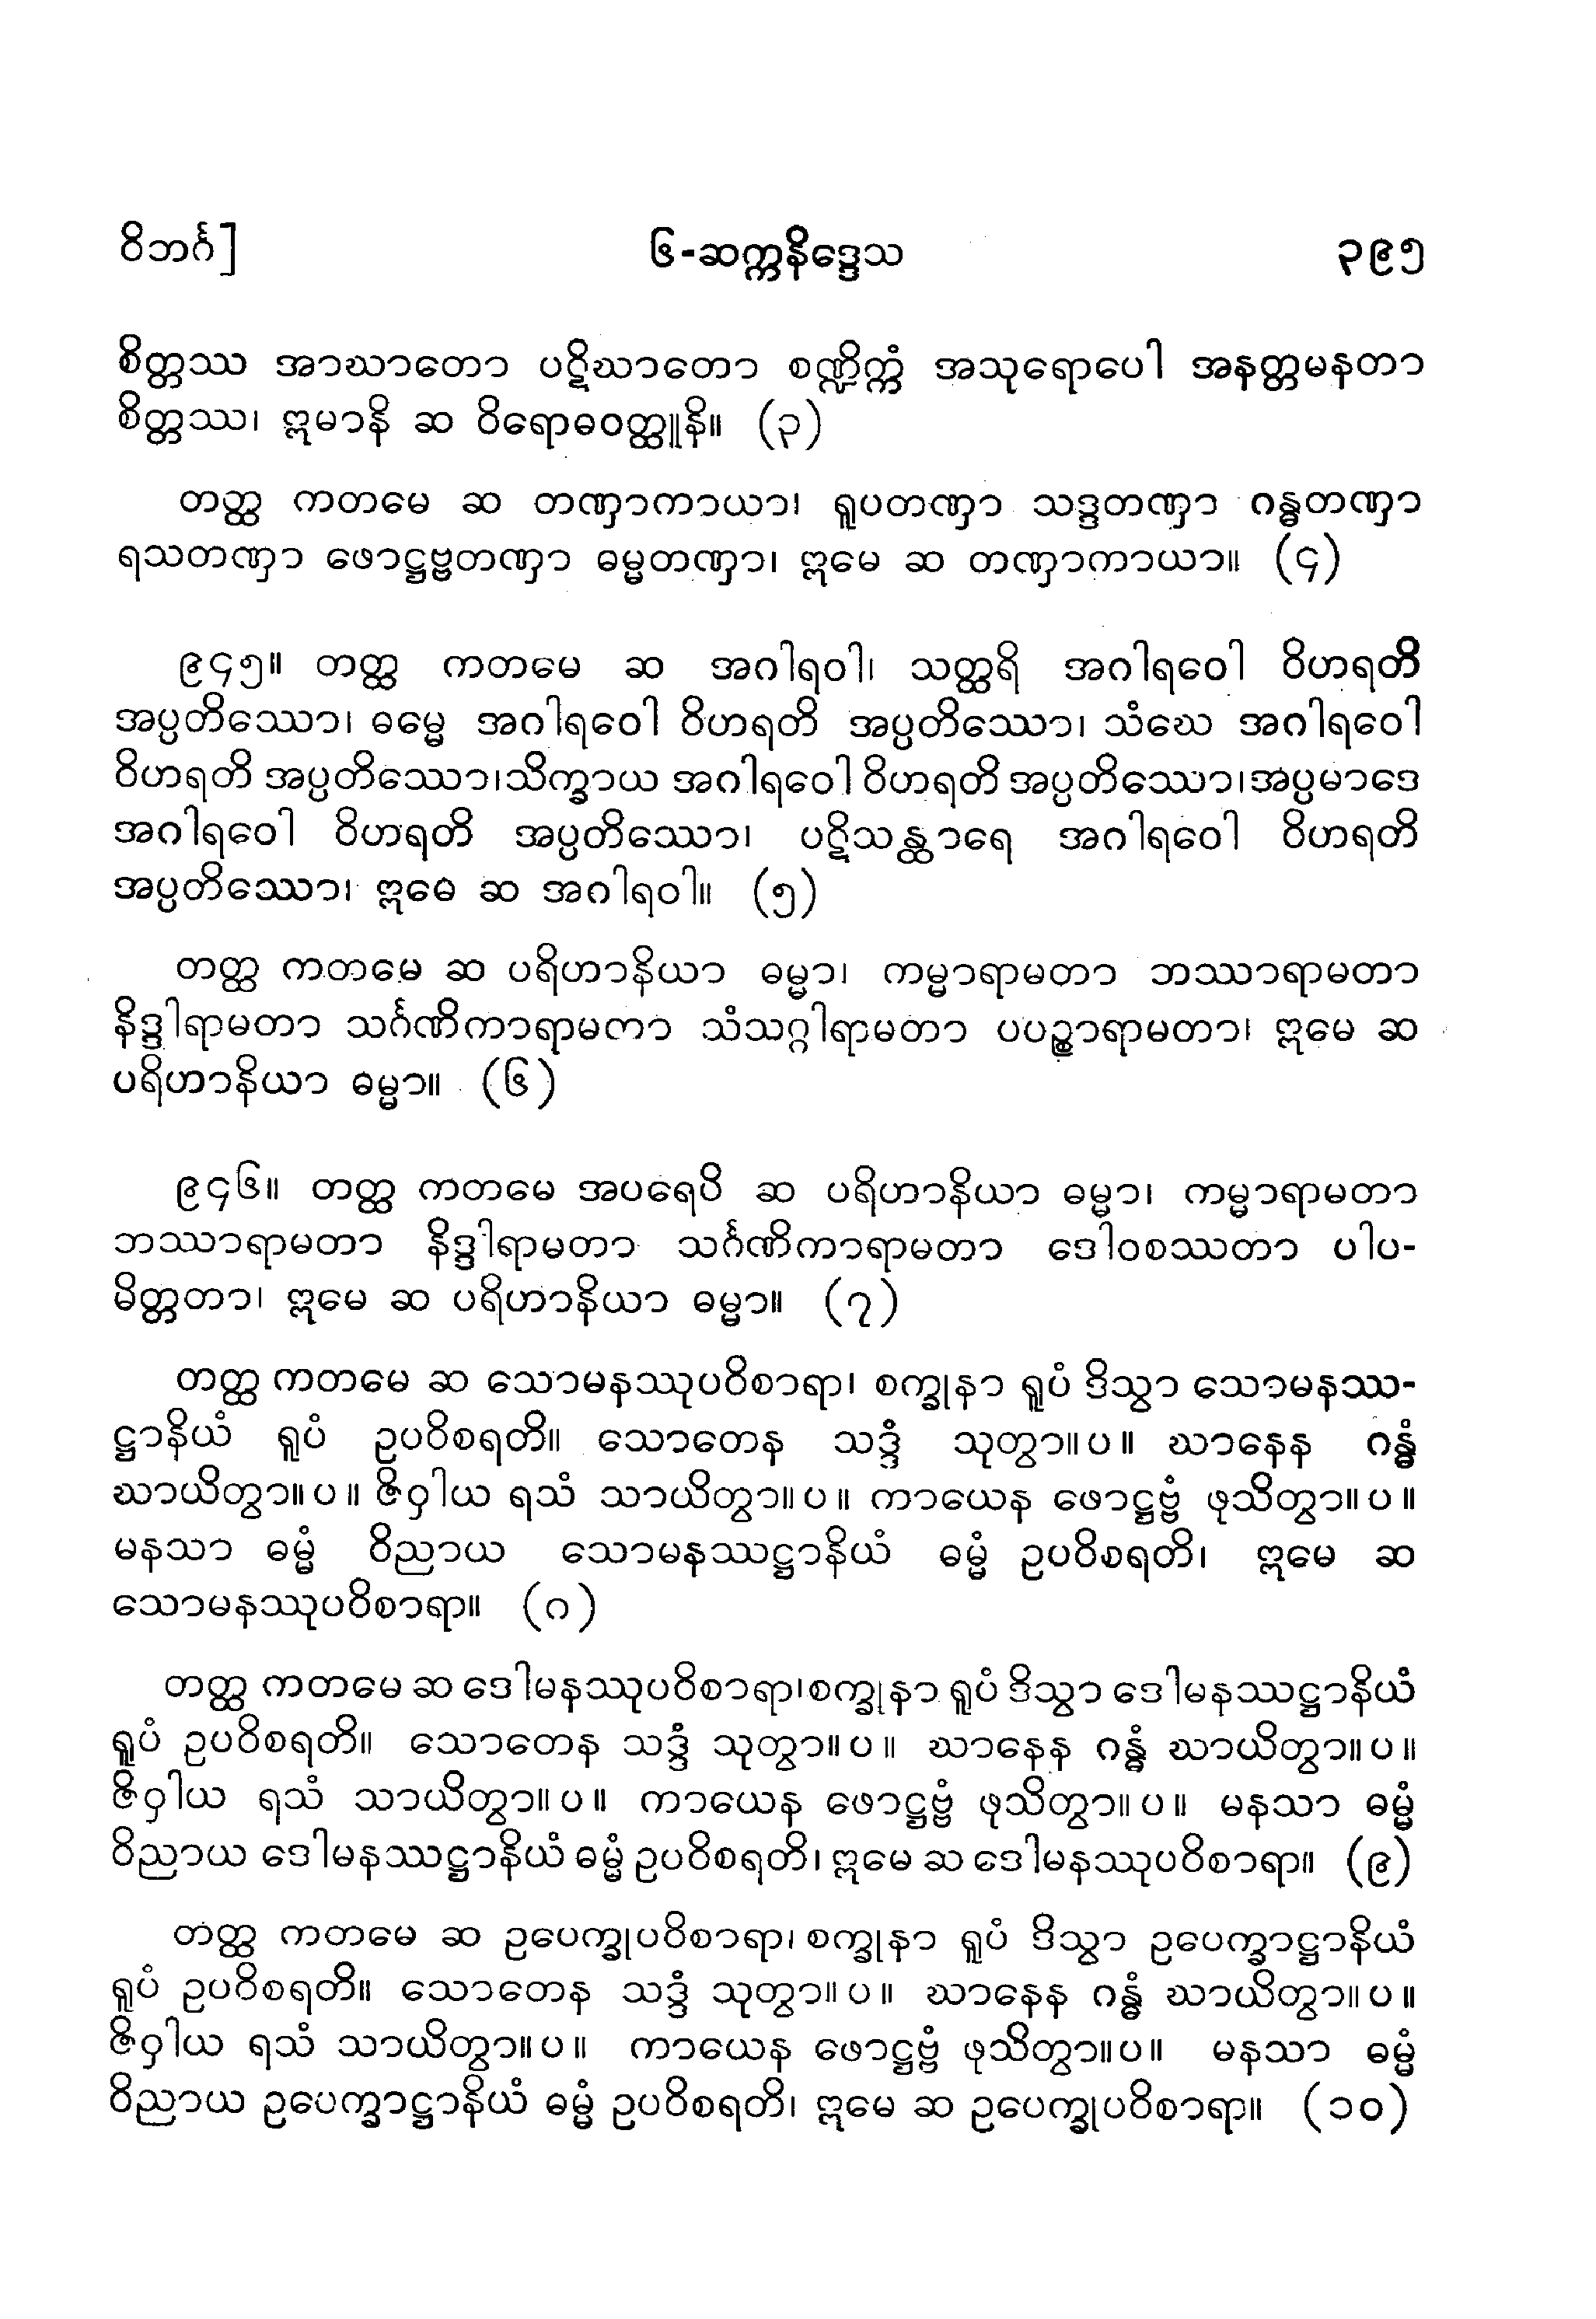 ဝိဘင်္ဂ]
၆-ဆက္ကနိဒ္ဒေသ
၃၉၅
စိတ္တဿ အာဃာတော ပဋိဃာတော စဏ္ဍိက္ကံ အသုရောပေါ အနတ္တမနတာ
စိတ္တဿ၊ ဣမာနိ ဆ ဝိရောဓဝတ္ထူနိ။ (၃)
တတ္ထ ကတမေ ဆ တဏှာကာယာ၊ ရူပတဏှာ သဒ္ဒတဏှာ ဂန္ဓတဏှာ
ရသတဏှာ ဖောဋ္ဌဗ္ဗတဏှာ ဓမ္မတဏှာ၊ ဣမေ ဆ တဏှာကာယာ။ (၄)
၉၄၅။ တတ္ထ ကတမေ ဆ အဂါရဝါ၊ သတ္ထရိ အဂါရဝေါ ဝိဟရတိ
အပ္ပတိဿော၊ ဓမ္မေ အဂါရဝေါ ဝိဟရတိ အပ္ပတိဿော၊ သံဃေ အဂါရဝေါ
ဝိဟရတိ အပ္ပတိဿော၊သိက္ခာယ အဂါရဝေါ ဝိဟရတိ အပ္ပတိဿော၊အပ္ပမာဒေ
အဂါရဝေါ ဝိဟရတိ အပ္ပတိဿော၊ ပဋိသန္ထာရေ အဂါရဝေါ ဝိဟရတိ
အပ္ပတိဿော၊ ဣမေ ဆ အဂါရဝါ။ (၅)
တတ္ထ ကတမေ ဆ ပရိဟာနိယာ ဓမ္မာ၊ ကမ္မာရာမတာ ဘဿာရာမတာ
နိဒ္ဒါရာမတာ သင်္ဂဏိကာရာမတာ သံသဂ္ဂါရာမတာ ပပဉ္စာရာမတာ၊ ဣမေ ဆ
ပရိဟာနိယာ ဓမ္မာ။ (၆)
၉၄၆။ တတ္ထ ကတမေ အပရေပိ ဆ ပရိဟာနိယာ ဓမ္မာ၊ ကမ္မာရာမတာ
ဘဿာရာမတာ နိဒ္ဒါရာမတာ သင်္ဂဏိကာရာမတာ ဒေါဝစဿတာ ပါပ-
မိတ္တတာ၊ ဣမေ ဆ ပရိဟာနိယာ ဓမ္မာ။ (၇)
တတ္ထ ကတမေ ဆ သောမနဿုပဝိစာရာ၊ စက္ခုနာ ရူပံ ဒိသွာ သောမနဿ-
ဋ္ဌာနိယံ ရူပံ ဥပဝိစရတိ။ သောတေန သဒ္ဒံ သုတွာ။ပ။ ဃာနေန ဂန္ဓံ
ဃာယိတွာ။ပ။ ဇိဝှါယ ရသံ သာယိတွာ။ပ။ ကာယေန ဖောဋ္ဌဗ္ဗံ ဖုသိတွာ။ပ။
မနသာ ဓမ္မံ ဝိညာယ သောမနဿဋ္ဌာနိယံ ဓမ္မံ ဥပဝိစရတိ၊ ဣမေ ဆ
သောမနဿုပဝိစာရာ။ (ဂ)
တတ္ထ ကတမေ ဆ ဒေါမနဿုပဝိစာရာ၊စက္ခုနာ ရူပံ ဒိသွာ ဒေါမနဿဋ္ဌာနိယံ
ရူပံ ဥပဝိစရတိ။ သောတေန သဒ္ဒံ သုတွာ။ပ။ ဃာနေန ဂန္ဓံ ဃာယိတွာ။ပ။
ဇိဝှါယ ရသံ သာယိတွာ။ပ။ ကာယေန ဖောဋ္ဌဗ္ဗံ ဖုသိတွာ။ပ။ မနသာ ဓမ္မံ
ဝိညာယ ဒေါမနဿဋ္ဌာနိယံ ဓမ္မံ ဥပဝိစရတိ၊ ဣမေ ဆ ဒေါမနဿုပဝိစာရာ။ (၉)
တတ္ထ ကတမေ ဆ ဥပေက္ခုပဝိစာရာ၊ စက္ခုနာ ရူပံ ဒိသွာ ဥပေက္ခာဋ္ဌာနိယံ
ရူပံ ဥပဝိစရတိ။ သောတေန သဒ္ဒံ သုတွာ။ပ။ ဃာနေန ဂန္ဓံ ဃာယိတွာ။ပ။
ဇိဝှါယ ရသံ သာယိတွာ။ပ။ ကာယေန ဖောဋ္ဌဗ္ဗံ ဖုသိတွာ။ပ။ မနသာ ဓမ္မံ
ဝိညာယ ဥပေက္ခာဋ္ဌာနိယံ ဓမ္မံ ဥပဝိစရတိ၊ ဣမေ ဆ ဥပေက္ခုပဝိစာရာ။ (၁၀)